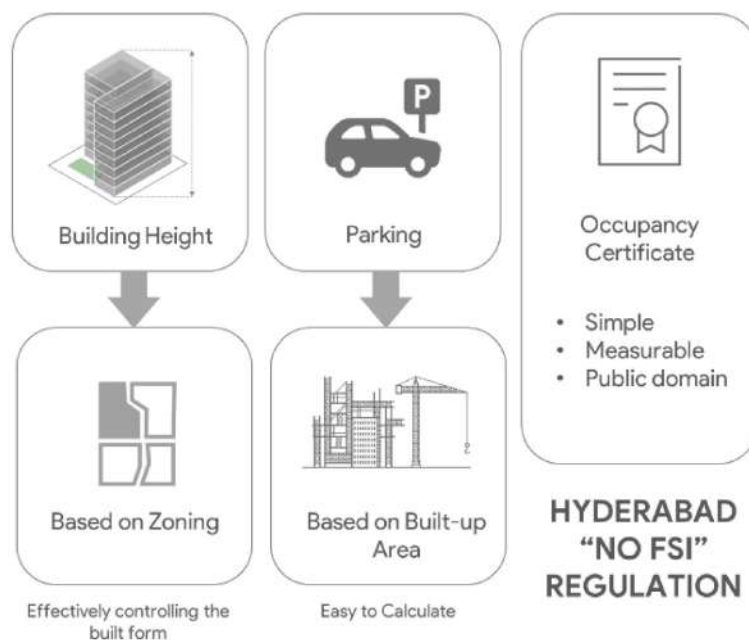 P
Building Height
Parking
Occupancy
Certificate
• Simple
• Measurable
• Public domain
Based on Zoning
Based on Built-up
Area
Effectively controlling the
built form
Easy to Calculate
HYDERABAD
“NO FSI”
REGULATION